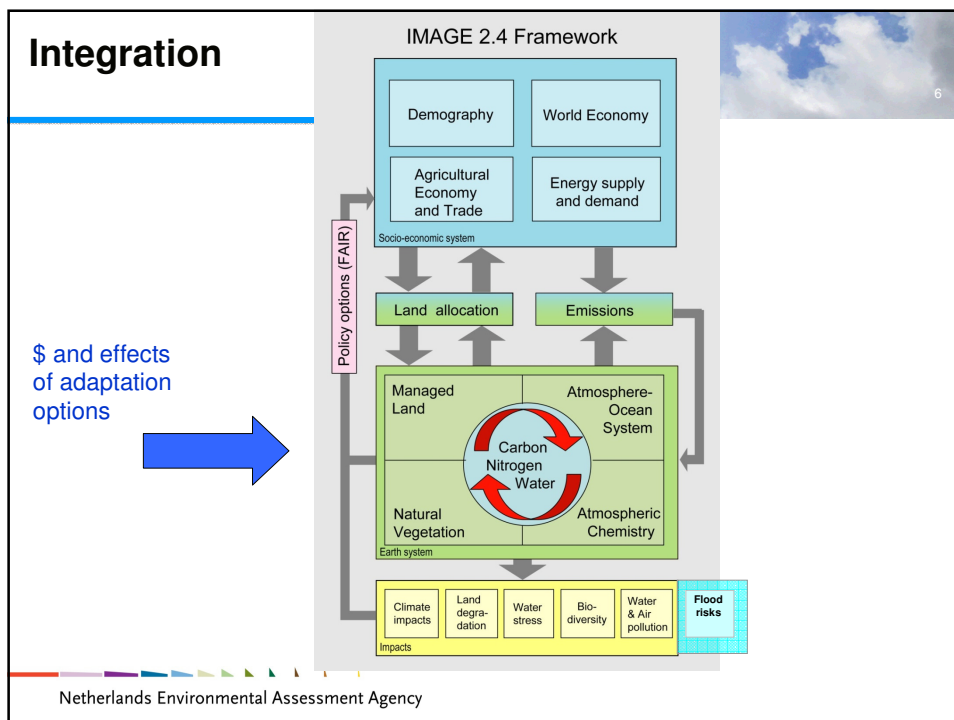 Integration
IMAGE 2.4 Framework
6
Demography
World Economy
Agricultural
Economy
and Trade
Energy supply
and demand
Socio-economic system
Policy options (FAIR)
Land allocation
Emissions
$ and effects
of adaptation
options
Managed
Land
Atmosphere-
Ocean
System
Carbon
Nitrogen
Water
Natural
Vegetation
Atmospheric
Chemistry
Earth system
Climate
impacts
Land
degra-
dation
Water
stress
Bio-
diversity
Water
& Air
pollution
Flood
risks
Impacts
Netherlands Environmental Assessment Agency